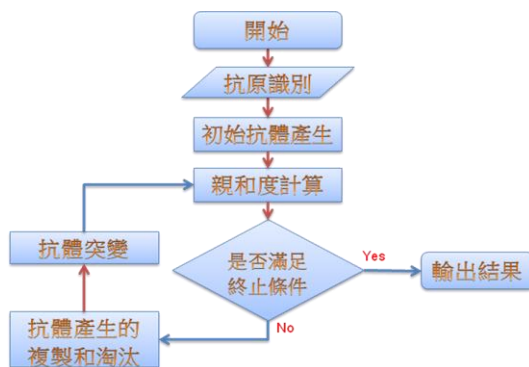 開始
抗原識別
初始抗體產生
親和度計算
抗體突變
是否滿足
終止條件
Yes
輸出結果
No
抗體產生的
複製和淘汰